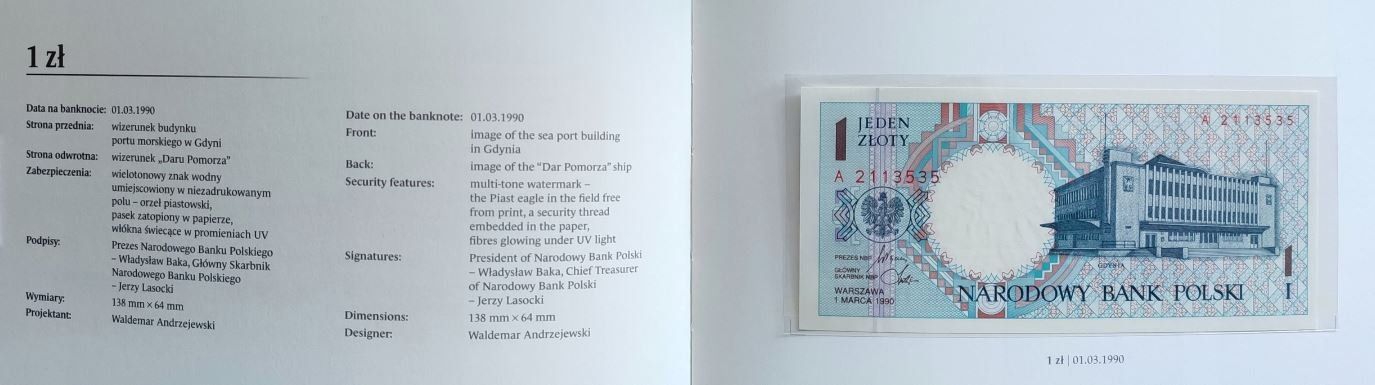 1 zł
Data na banknocie: 01.03.1990
Strona przednia: wizerunek budynku
portu morskiego w Gdyni
Strona odwrotna: wizerunek „Daru Pomorza”
Zabezpieczenia: wielotonowy znak wodny
umiejscowiony w niezadrukowanym
polu – orzeł piastowski,
pasek zatopiony w papierze,
włókna świecące w promieniach UV
Podpisy: Prezes Narodowego Banku Polskiego
– Władysław Baka, Główny Skarbnik
Narodowego Banku Polskiego
– Jerzy Lasocki
Wymiary: 138 mm × 64 mm
Projektant: Waldemar Andrzejewski
Date on the banknote: 01.03.1990
Front: image of the sea port building
in Gdynia
Back: image of the “Dar Pomorza” ship
Security features: multi-tone watermark –
the Piast eagle in the field free
from print, a security thread
embedded in the paper,
fibres glowing under UV light
Signatures: President of Narodowy Bank Polski
– Władysław Baka, Chief Treasurer
of Narodowy Bank Polski
– Jerzy Lasocki
Dimensions: 138 mm × 64 mm
Designer: Waldemar Andrzejewski
1 JEDEN
ZŁOTY
A 2113535
A 2113535
PREZES NBP
GŁÓWNY
SKARBNIK NBP
WARSZAWA
1 MARCA 1990
GDYNIA
NARODOWY BANK POLSKI
1
1 zł | 01.03.1990